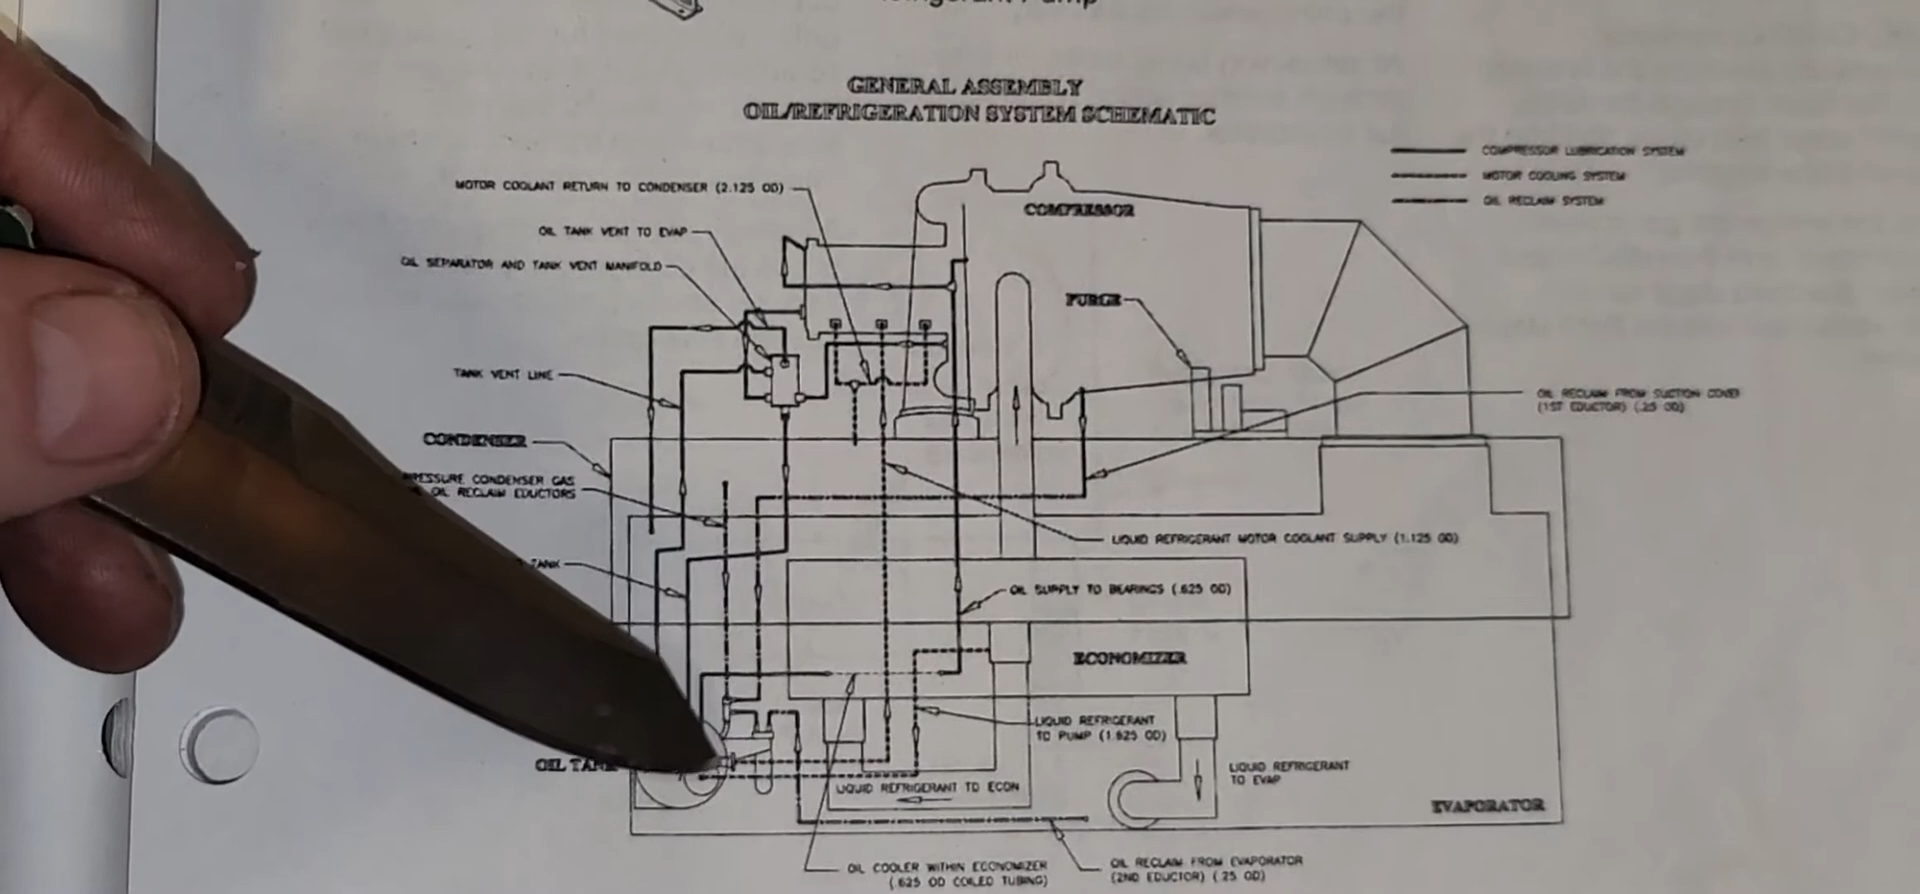 Pump
GENERAL ASSEMBLY
OIL/REFRIGERATION SYSTEM SCHEMATIC
COMPRESSOR LUBRICATION SYSTEM
MOTOR COOLING SYSTEM
OIL RECLAIM SYSTEM
MOTOR COOLANT RETURN TO CONDENSER (2.125 OD)
COMPRESSOR
OIL TANK VENT TO EVAP
OIL SEPARATOR AND TANK VENT MANIFOLD
PURGE
TANK VENT LINE
OIL RECLAIM FROM SUCTION COVER
(1ST EDUCTOR) (.25 OD)
CONDENSER
PRESSURE CONDENSER GAS
OIL RECLAIM EDUCTORS
LIQUID REFRIGERANT MOTOR COOLANT SUPPLY (1.125 OD)
TANK
OIL SUPPLY TO BEARINGS (.625 OD)
ECONOMIZER
LIQUID REFRIGERANT
TO PUMP (1.625 OD)
OIL TANK
LIQUID REFRIGERANT
TO EVAP
LIQUID REFRIGERANT TO ECON
EVAPORATOR
OIL COOLER WITHIN ECONOMIZER
(.625 OD COILED TUBING)
OIL RECLAIM FROM EVAPORATOR
(2ND EDUCTOR) (.25 OD)